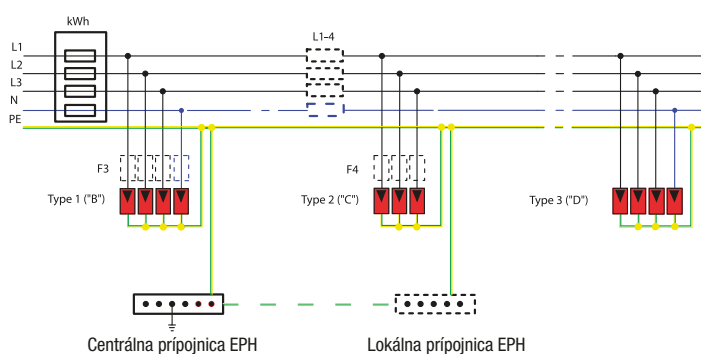 kWh
L1-4
L1
L2
L3
N
PE
F3
F4
Type 1 ("B")
Type 2 ("C")
Type 3 ("D")
Centrálna prípojnica EPH
Lokálna prípojnica EPH